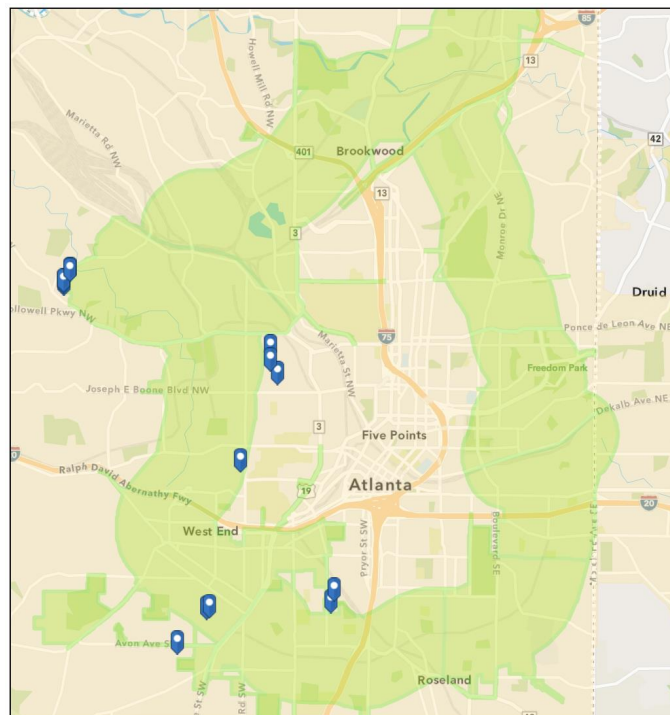 85
Howell Mill Rd NW
13
Marietta Rd NW
42
401
Brookwood
13
Monroe Dr NE
3
Druid
ollowell Pkwy NW
Ponce de Leon Ave NE
75
Marietta St NW
Freedom Park
Joseph E Boone Blvd NW
Dekalb Ave NE
3
Five Points
Ralph David Abernathy Fwy
Atlanta
19
20
West End
Pryor St SW
Boulevard SE
Avon Ave S
Roseland
Rd SW
13